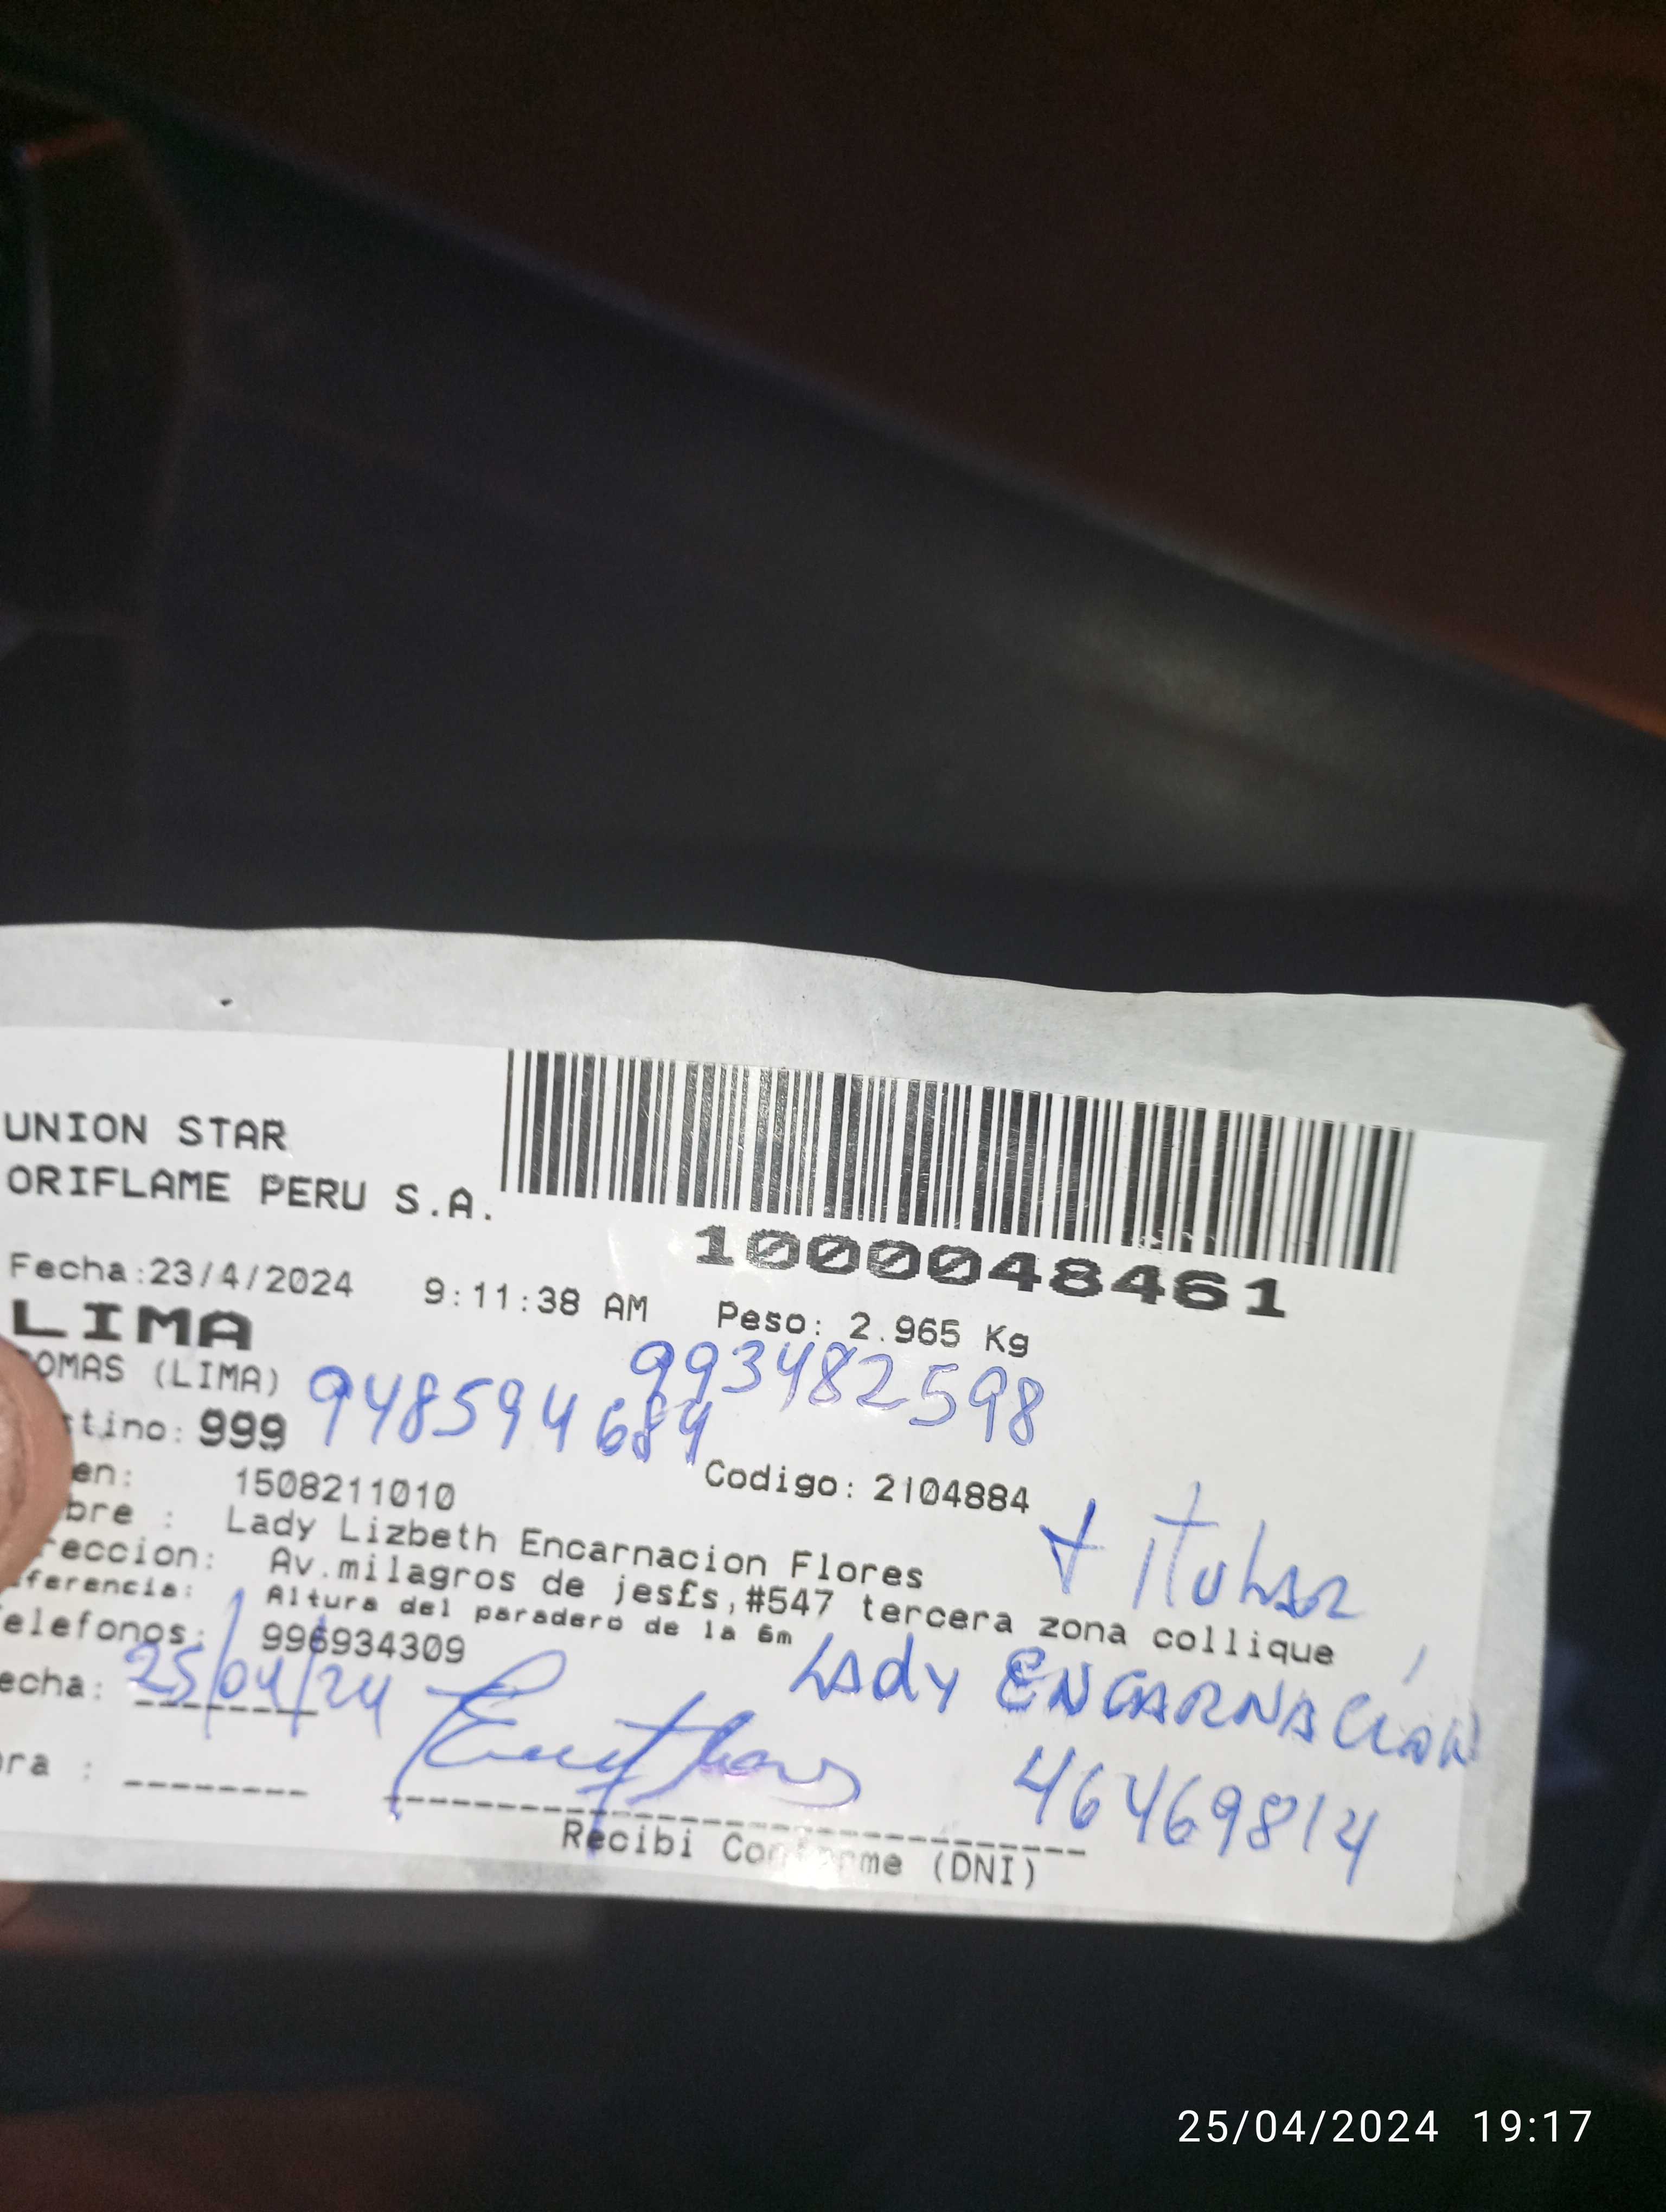 UNION STAR
ORIFLAME PERU S.A.
1000048461
Fecha:23/4/2024 9:11:38 AM Peso: 2.965 Kg
LIMA
993482598
OMAS (LIMA)
948594684
tino: 999
en: 1508211010 Codigo: 2104884
bre : Lady Lizbeth Encarnacion Flores
+ titular
reccion: Av.milagros de jes£s,#547 tercera zona collique
ferencia: Altura del paradero de la 6m
elefonos: 996934309
Lady ENCARNACIÓN
echa: 25/04/24
46469814
ora :
Recibi Conforme (DNI)
25/04/2024 19:17